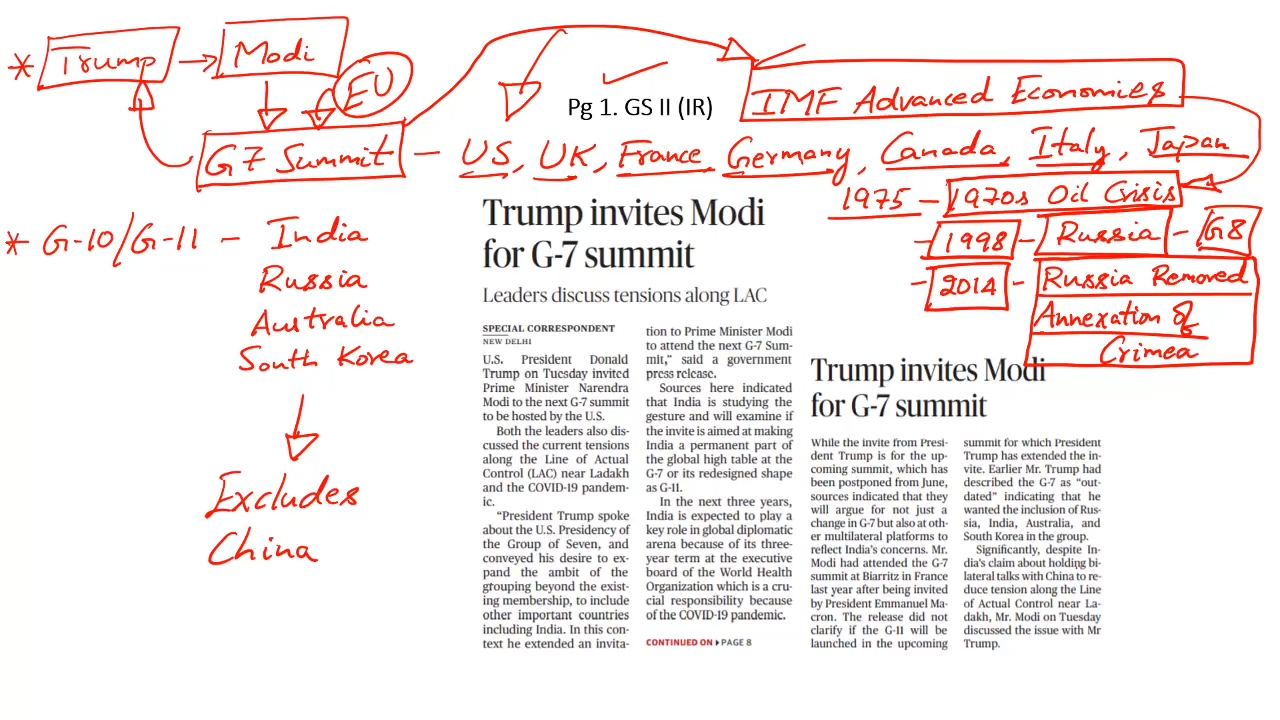 * Trump → Modi
EU
Pg 1. GS II (IR)
IMF Advanced Economies
G7 Summit - US, UK, France, Germany, Canada, Italy, Japan
1975 - 1970s Oil Crisis
- 1998 - Russia - G8
- 2014 - Russia Removed
Annexation of
Crimea
* G-10/G-11 - India
Russia
Australia
South Korea
Excludes
China
Trump invites Modi
for G-7 summit
Leaders discuss tensions along LAC
SPECIAL CORRESPONDENT
NEW DELHI
U.S. President Donald
Trump on Tuesday invited
Prime Minister Narendra
Modi to the next G-7 summit
to be hosted by the U.S.
Both the leaders also dis-
cussed the current tensions
along the Line of Actual
Control (LAC) near Ladakh
and the COVID-19 pandem-
ic.
“President Trump spoke
about the U.S. Presidency of
the Group of Seven, and
conveyed his desire to ex-
pand the ambit of the
grouping beyond the exist-
ing membership, to include
other important countries
including India. In this con-
text he extended an invita-
tion to Prime Minister Modi
to attend the next G-7 Sum-
mit,” said a government
press release.
Sources here indicated
that India is studying the
gesture and will examine if
the invite is aimed at making
India a permanent part of
the global high table at the
G-7 or its redesigned shape
as G-11.
In the next three years,
India is expected to play a
key role in global diplomatic
arena because of its three-
year term at the executive
board of the World Health
Organization which is a cru-
cial responsibility because
of the COVID-19 pandemic.
CONTINUED ON ▸ PAGE 8
Trump invites Modi
for G-7 summit
While the invite from Presi-
dent Trump is for the up-
coming summit, which has
been postponed from June,
sources indicated that they
will argue for not just a
change in G-7 but also at oth-
er multilateral platforms to
reflect India’s concerns. Mr.
Modi had attended the G-7
summit at Biarritz in France
last year after being invited
by President Emmanuel Ma-
cron. The release did not
clarify if the G-11 will be
launched in the upcoming
summit for which President
Trump has extended the in-
vite. Earlier Mr. Trump had
described the G-7 as “out-
dated” indicating that he
wanted the inclusion of Rus-
sia, India, Australia, and
South Korea in the group.
Significantly, despite In-
dia’s claim about holding bi-
lateral talks with China to re-
duce tension along the Line
of Actual Control near La-
dakh, Mr. Modi on Tuesday
discussed the issue with Mr
Trump.